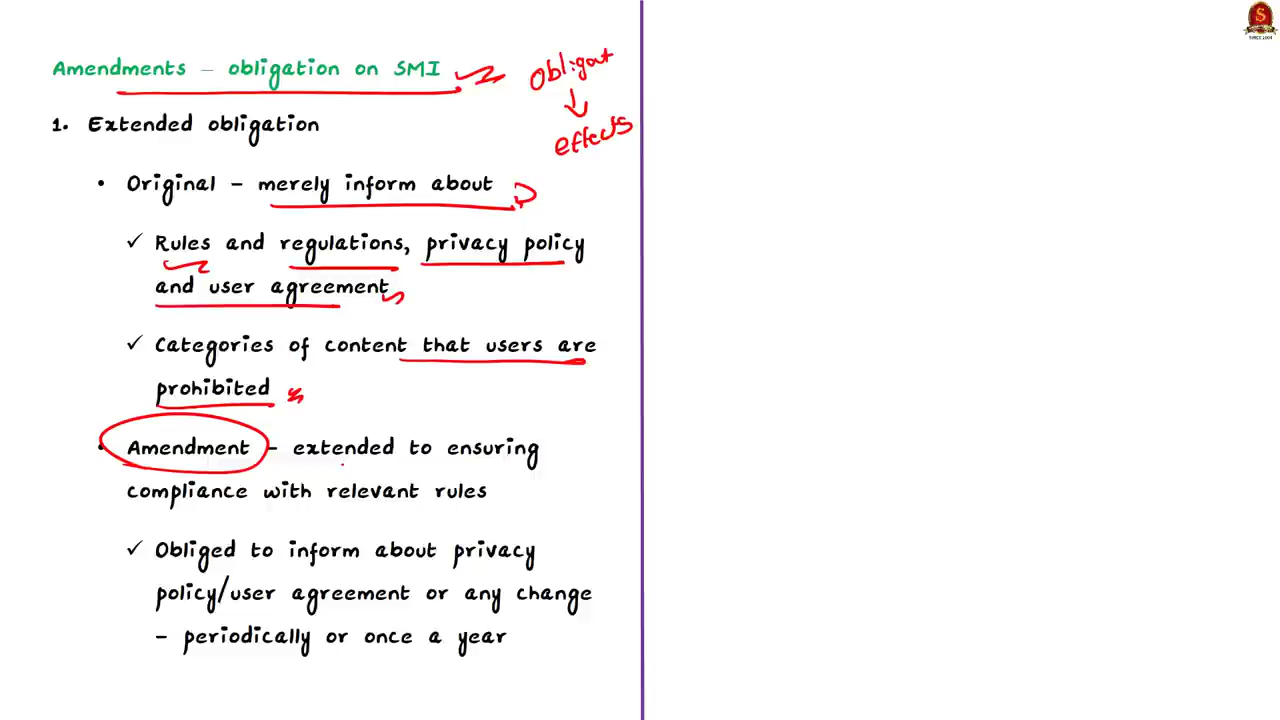 Amendments – obligation on SMI
Obligat
↓
effects
1. Extended obligation
• Original – merely inform about
✓ Rules and regulations, privacy policy
and user agreement
✓ Categories of content that users are
prohibited
• Amendment – extended to ensuring
compliance with relevant rules
✓ Obliged to inform about privacy
policy/user agreement or any change
– periodically or once a year
S
SINCE 2004